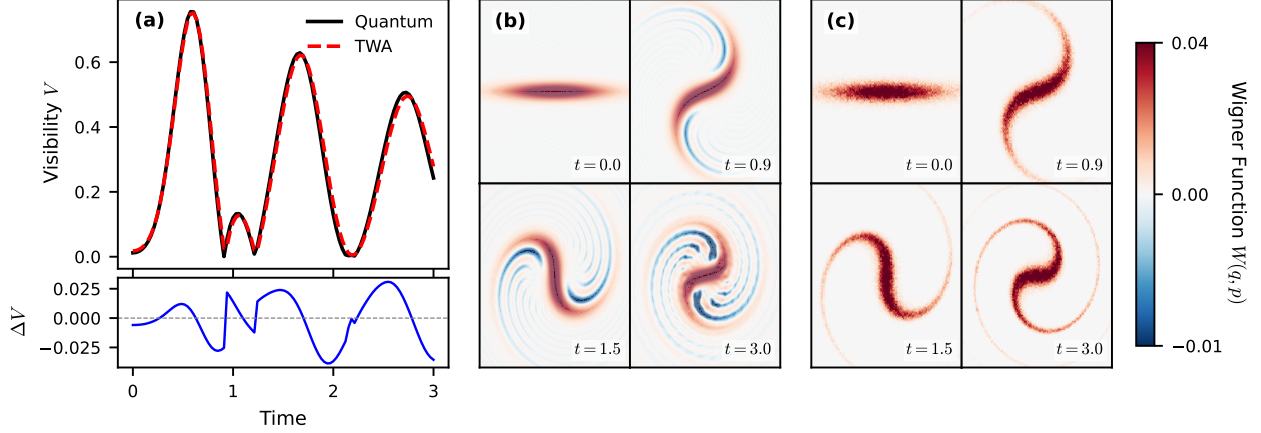 (a)
Quantum
TWA
Visibility V
0.6
0.4
0.2
0.0
ΔV
0.025
0.000
−0.025
0
1
2
3
Time
(b)
t = 0.0
t = 0.9
t = 1.5
t = 3.0
(c)
t = 0.0
t = 0.9
t = 1.5
t = 3.0
0.04
0.00
−0.01
Wigner Function W(q, p)